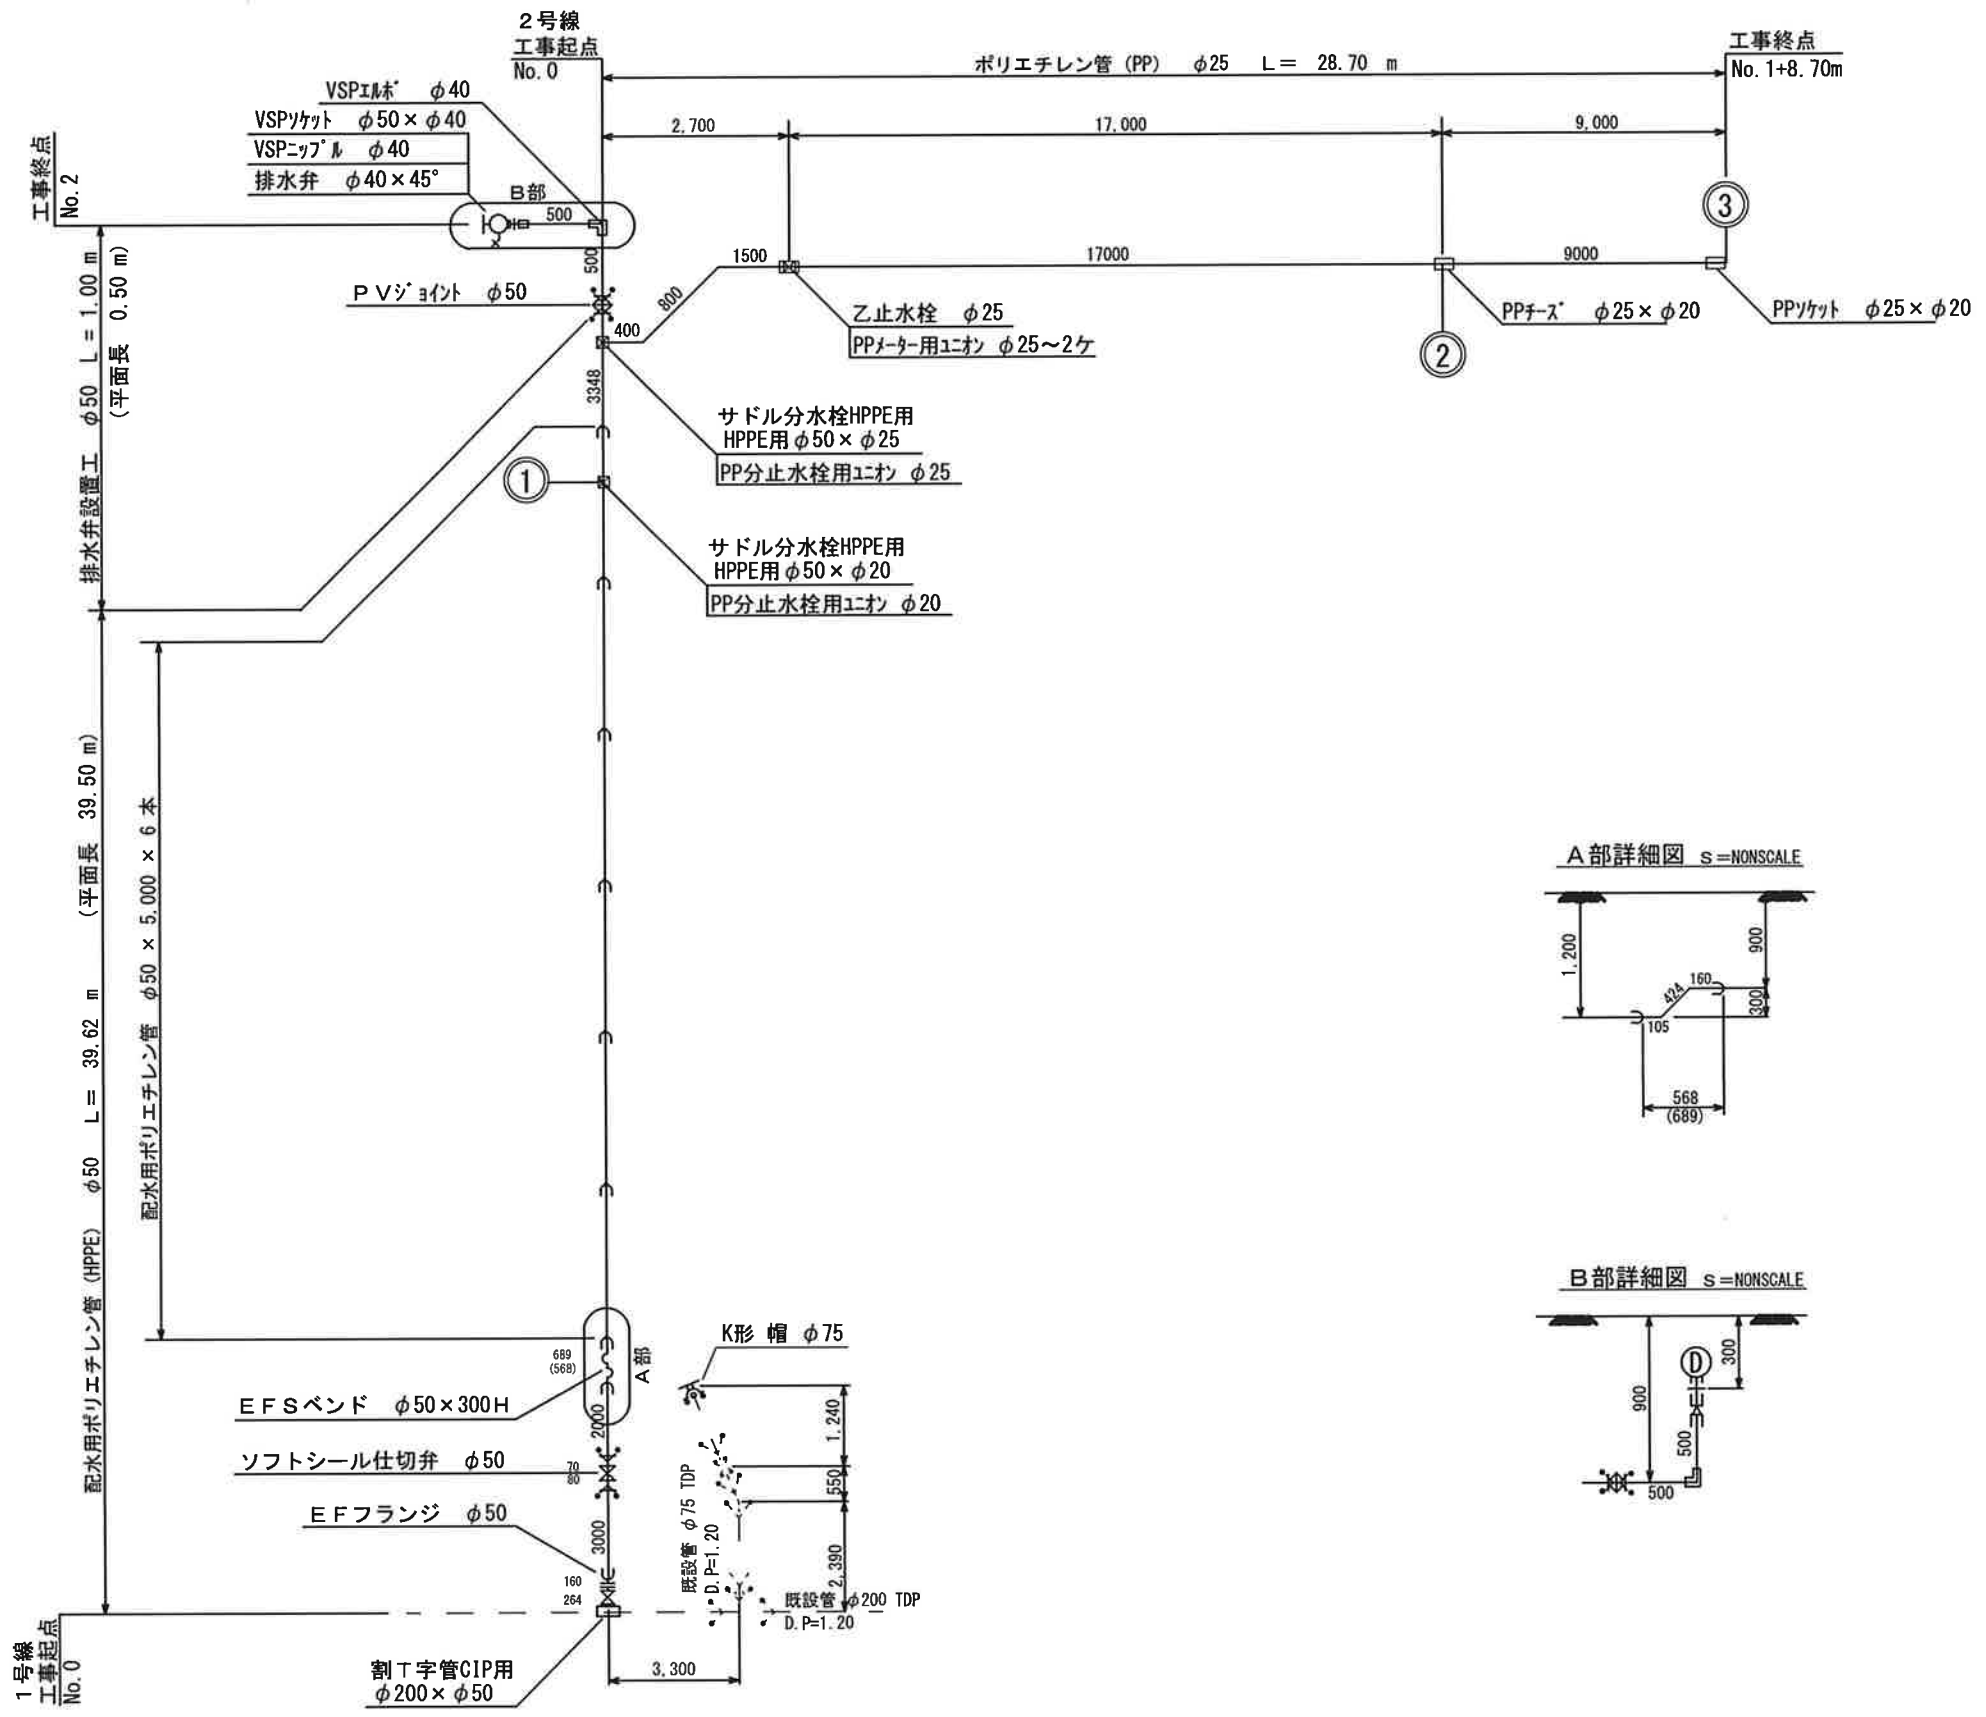 2号線
工事起点
No.0
ポリエチレン管 (PP) φ25 L= 28.70 m
工事終点
No.1+8.70m
2,700
17,000
9,000
VSPエルボ φ40
VSPソケット φ50×φ40
VSPニップル φ40
排水弁 φ40×45°
B部
500
工事終点
No.2
500
PVジョイント φ50
400
800
1500
17000
9000
乙止水栓 φ25
PPメーター用ユニオン φ25～2ケ
PPチーズ φ25×φ20
PPソケット φ25×φ20
②
③
3348
サドル分水栓HPPE用
HPPE用φ50×φ25
PP分止水栓用ユニオン φ25
①
サドル分水栓HPPE用
HPPE用φ50×φ20
PP分止水栓用ユニオン φ20
排水弁設置工 φ50 L=1.00 m
(平面長 0.50 m)
配水用ポリエチレン管 (HPPE) φ50 L= 39.62 m (平面長 39.50 m)
配水用ポリエチレン管 φ50 × 5,000 × 6 本
A部詳細図 S=NONSCALE
1,200
900
160
424
300
105
568
(689)
B部詳細図 S=NONSCALE
900
300
D
500
500
689
(568)
A部
EFSベンド φ50×300H
2000
ソフトシール仕切弁 φ50
70
80
EFフランジ φ50
3000
160
264
K形 帽 φ75
1,240
550
2,390
既設管 φ75 TDP
D.P=1.20
既設管 φ200 TDP
D.P=1.20
3,300
割T字管CIP用
φ200×φ50
1号線
工事起点
No.0